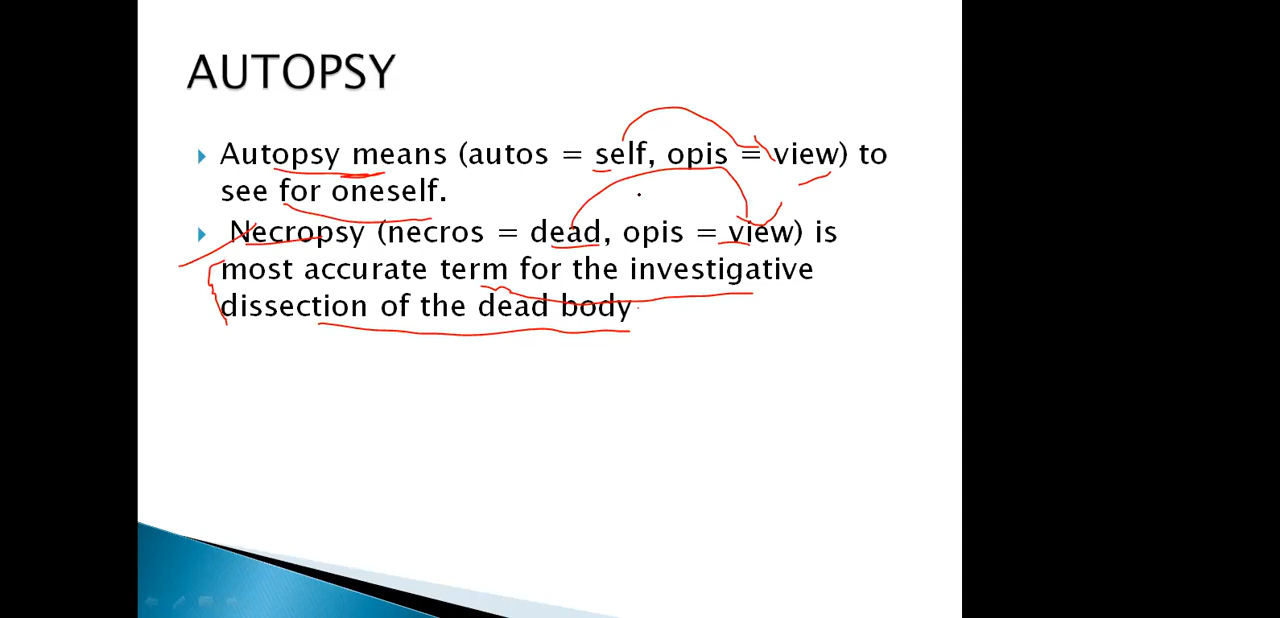 AUTOPSY
Autopsy means (autos = self, opis = view) to
see for oneself.
Necropsy (necros = dead, opis = view) is
most accurate term for the investigative
dissection of the dead body